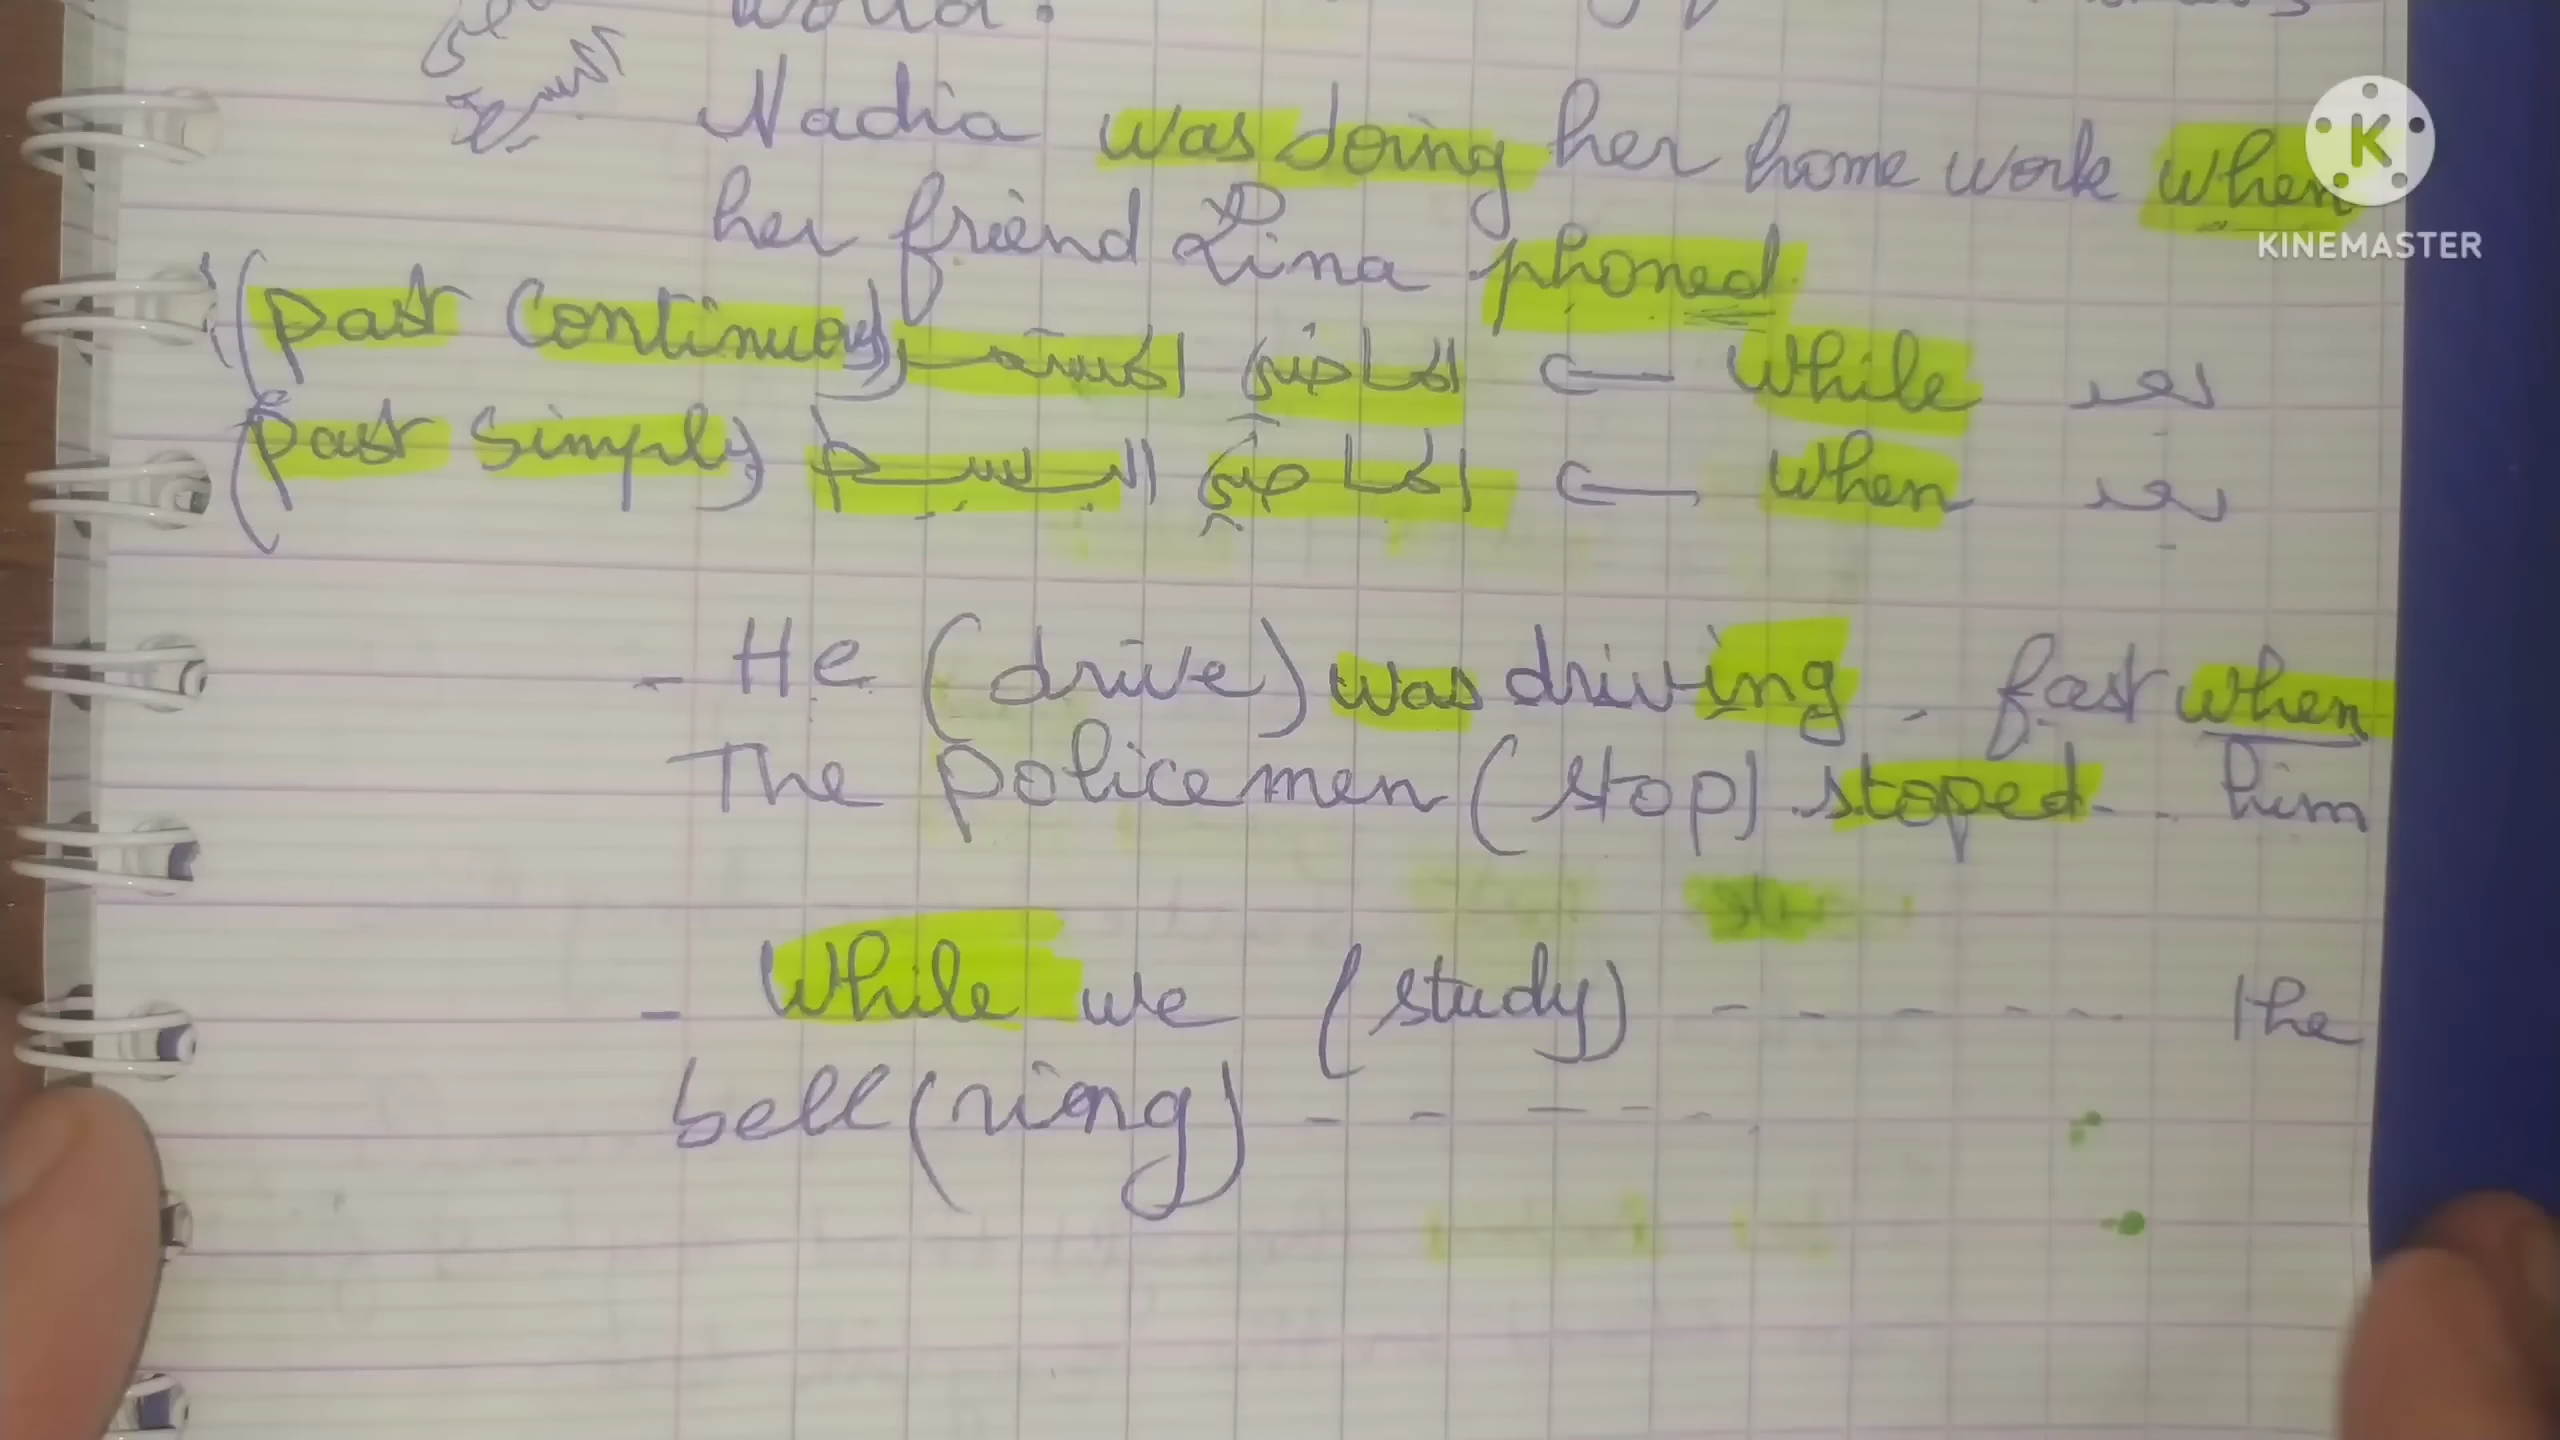 Nadia was doing her home work when
her friend Lina phoned
بعد while ← الماضي المستمر (past continuous)
بعد when ← الماضي البسيط (past simply)
- He (drive) was driving . fast when
The policemen (stop) stoped .. him
- While we (study) - - - - - the
bell (riong) - - - - -
KINEMASTER